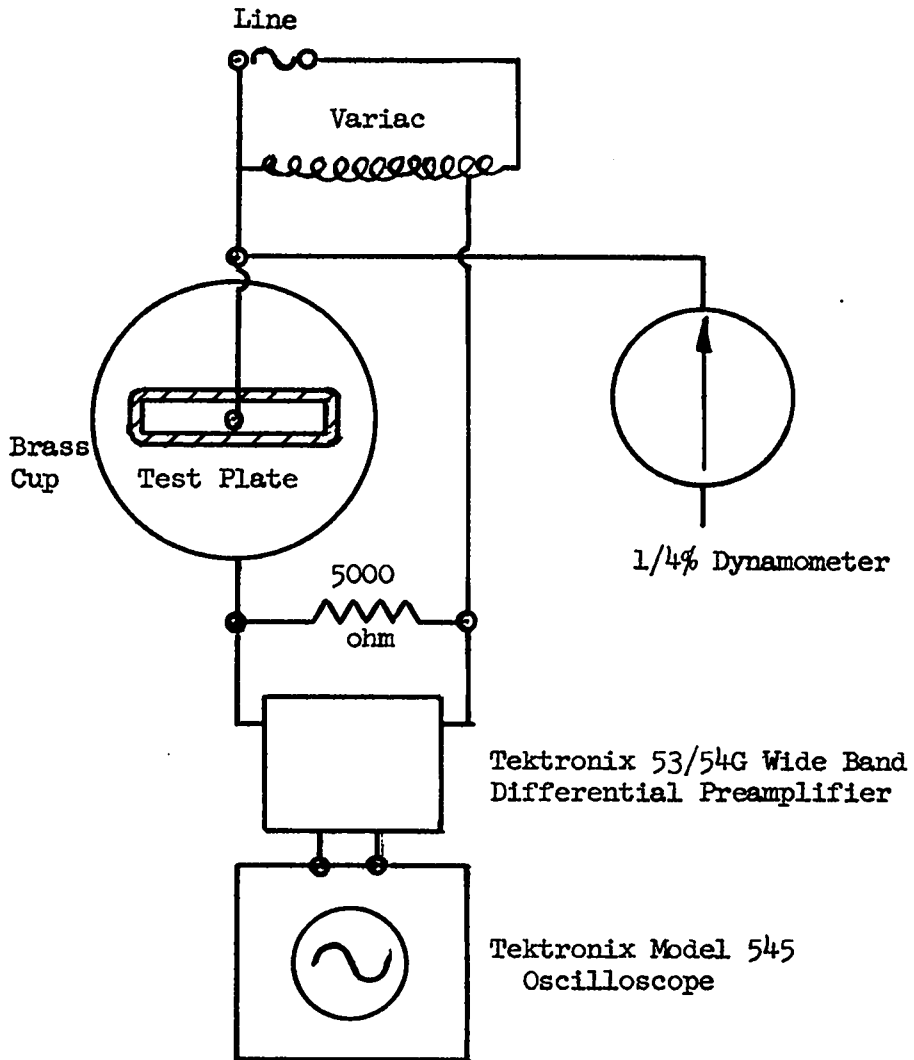 Line
Variac
Brass
Cup
Test Plate
1/4% Dynamometer
5000
ohm
Tektronix 53/54G Wide Band
Differential Preamplifier
Tektronix Model 545
Oscilloscope